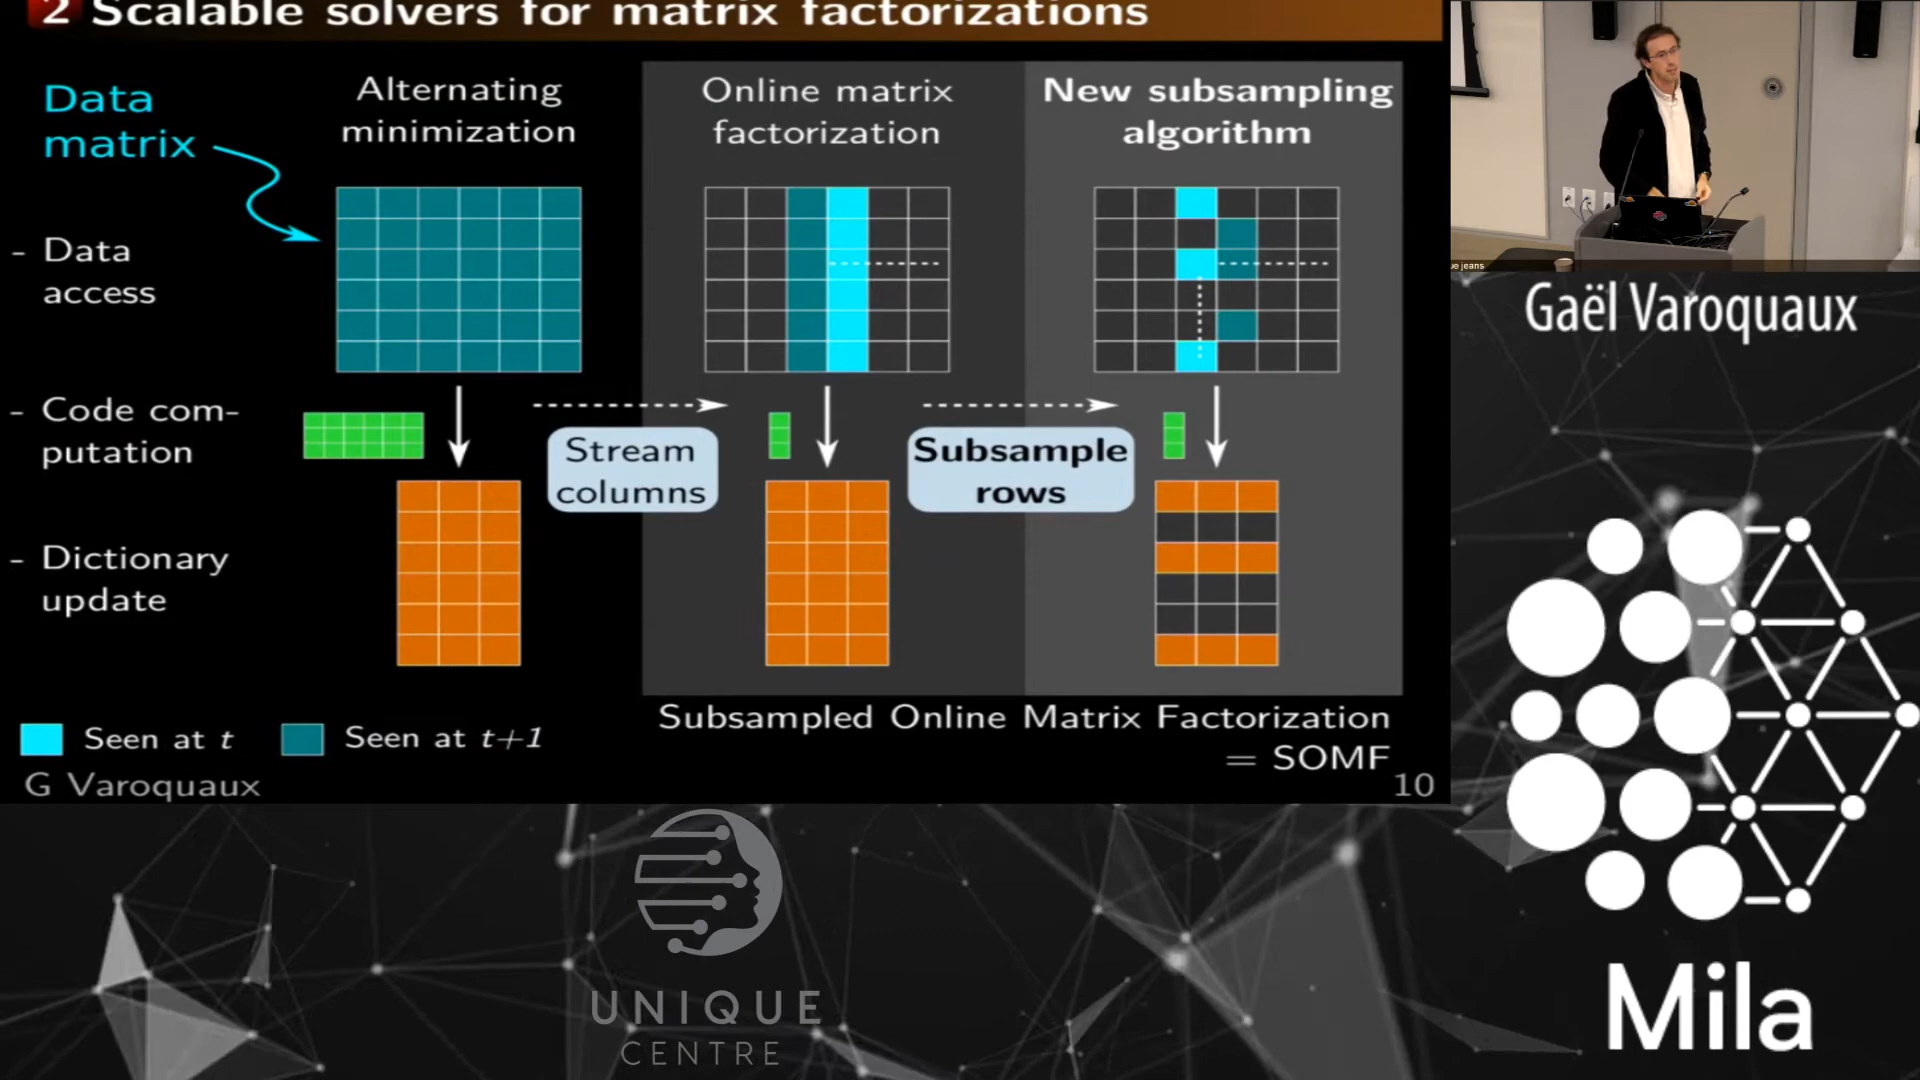 2 Scalable solvers for matrix factorizations
Data
matrix
Alternating
minimization
Online matrix
factorization
New subsampling
algorithm
- Data
access
- Code com-
putation
Stream
columns
Subsample
rows
- Dictionary
update
Seen at t
Seen at t+1
Subsampled Online Matrix Factorization
= SOMF
G Varoquaux
10
Gaël Varoquaux
UNIQUE
CENTRE
Mila